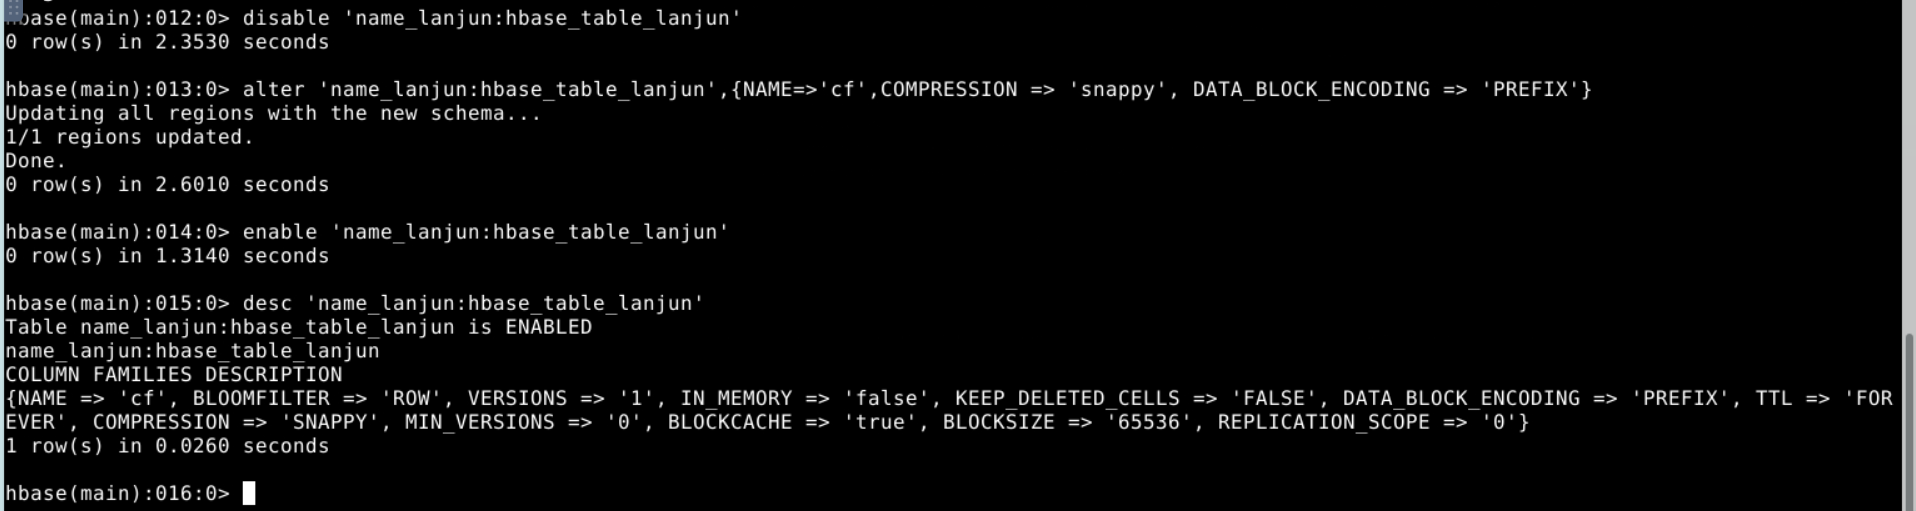 base(main):012:0> disable 'name_lanjun:hbase_table_lanjun'
0 row(s) in 2.3530 seconds
hbase(main):013:0> alter 'name_lanjun:hbase_table_lanjun',{NAME=>'cf',COMPRESSION => 'snappy', DATA_BLOCK_ENCODING => 'PREFIX'}
Updating all regions with the new schema...
1/1 regions updated.
Done.
0 row(s) in 2.6010 seconds
hbase(main):014:0> enable 'name_lanjun:hbase_table_lanjun'
0 row(s) in 1.3140 seconds
hbase(main):015:0> desc 'name_lanjun:hbase_table_lanjun'
Table name_lanjun:hbase_table_lanjun is ENABLED
name_lanjun:hbase_table_lanjun
COLUMN FAMILIES DESCRIPTION
{NAME => 'cf', BLOOMFILTER => 'ROW', VERSIONS => '1', IN_MEMORY => 'false', KEEP_DELETED_CELLS => 'FALSE', DATA_BLOCK_ENCODING => 'PREFIX', TTL => 'FOR
EVER', COMPRESSION => 'SNAPPY', MIN_VERSIONS => '0', BLOCKCACHE => 'true', BLOCKSIZE => '65536', REPLICATION_SCOPE => '0'}
1 row(s) in 0.0260 seconds
hbase(main):016:0>